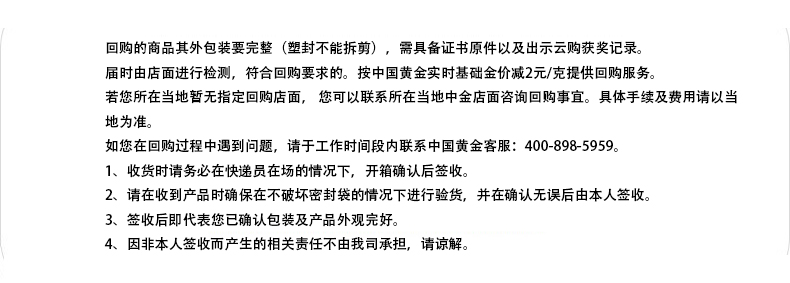 回购的商品其外包装要完整（塑封不能拆剪），需具备证书原件以及出示云购获奖记录。
届时由店面进行检测，符合回购要求的。按中国黄金实时基础金价减2元/克提供回购服务。
若您所在当地暂无指定回购店面， 您可以联系所在当地中金店面咨询回购事宜。具体手续及费用请以当
地为准。
如您在回购过程中遇到问题，请于工作时间段内联系中国黄金客服：400-898-5959。
1、收货时请务必在快递员在场的情况下，开箱确认后签收。
2、请在收到产品时确保在不破坏密封袋的情况下进行验货，并在确认无误后由本人签收。
3、签收后即代表您已确认包装及产品外观完好。
4、因非本人签收而产生的相关责任不由我司承担，请谅解。